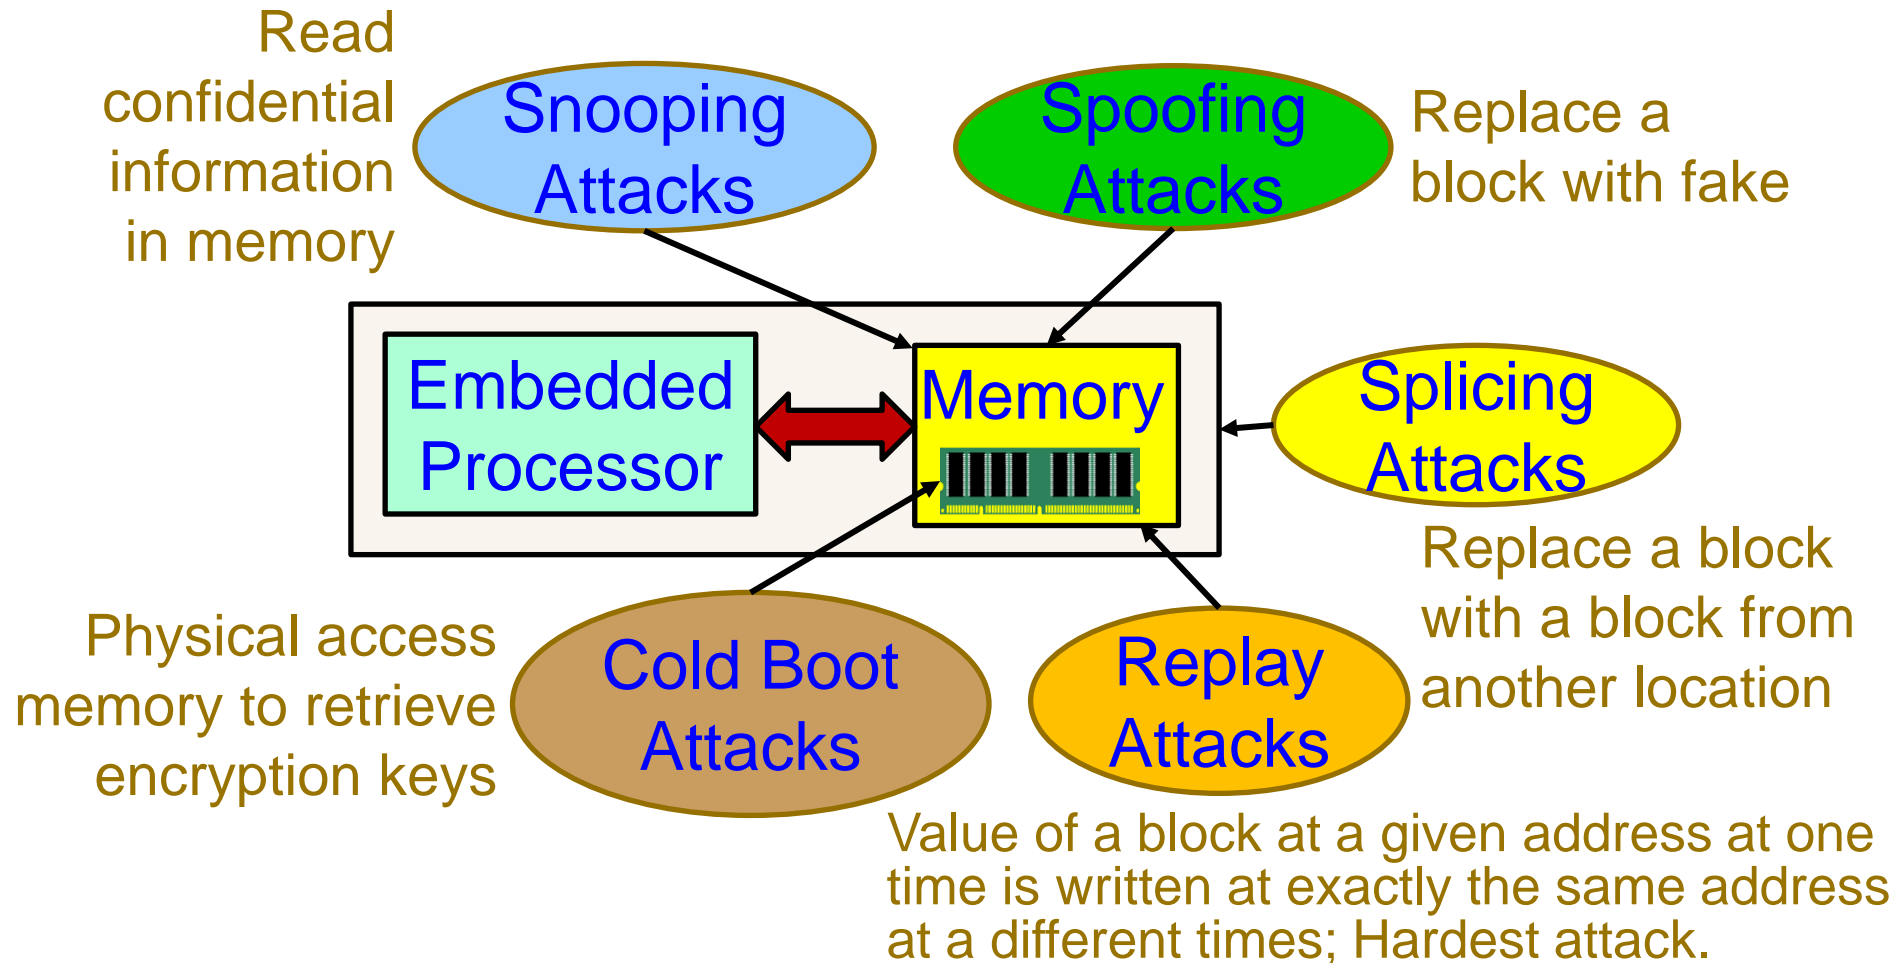 Read
confidential
information
in memory
Snooping
Attacks
Spoofing
Attacks
Replace a
block with fake
Embedded
Processor
Memory
Splicing
Attacks
Replace a block
with a block from
another location
Physical access
memory to retrieve
encryption keys
Cold Boot
Attacks
Replay
Attacks
Value of a block at a given address at one
time is written at exactly the same address
at a different times; Hardest attack.